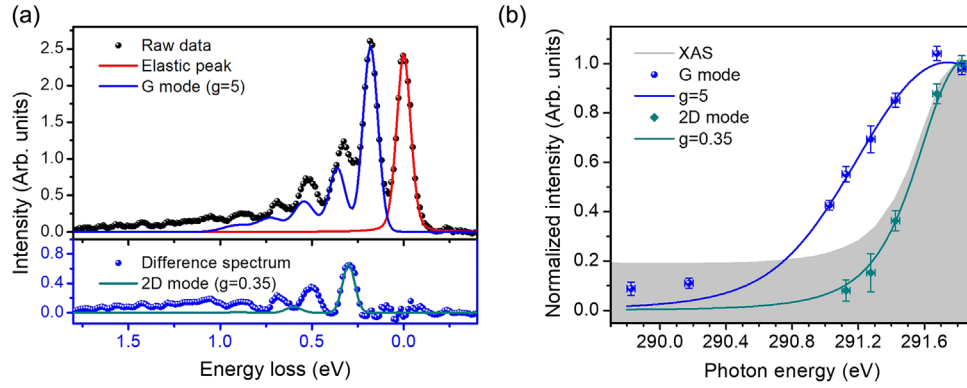 (a)
Intensity (Arb. units)
2.5
2.0
1.5
1.0
0.5
0.0
Raw data
Elastic peak
G mode (g=5)
0.8
0.4
0.0
Difference spectrum
2D mode (g=0.35)
1.5 1.0 0.5 0.0
Energy loss (eV)
(b)
Normalized intensity (Arb. units)
1.0
0.8
0.6
0.4
0.2
0.0
XAS
G mode
g=5
2D mode
g=0.35
290.0 290.4 290.8 291.2 291.6
Photon energy (eV)